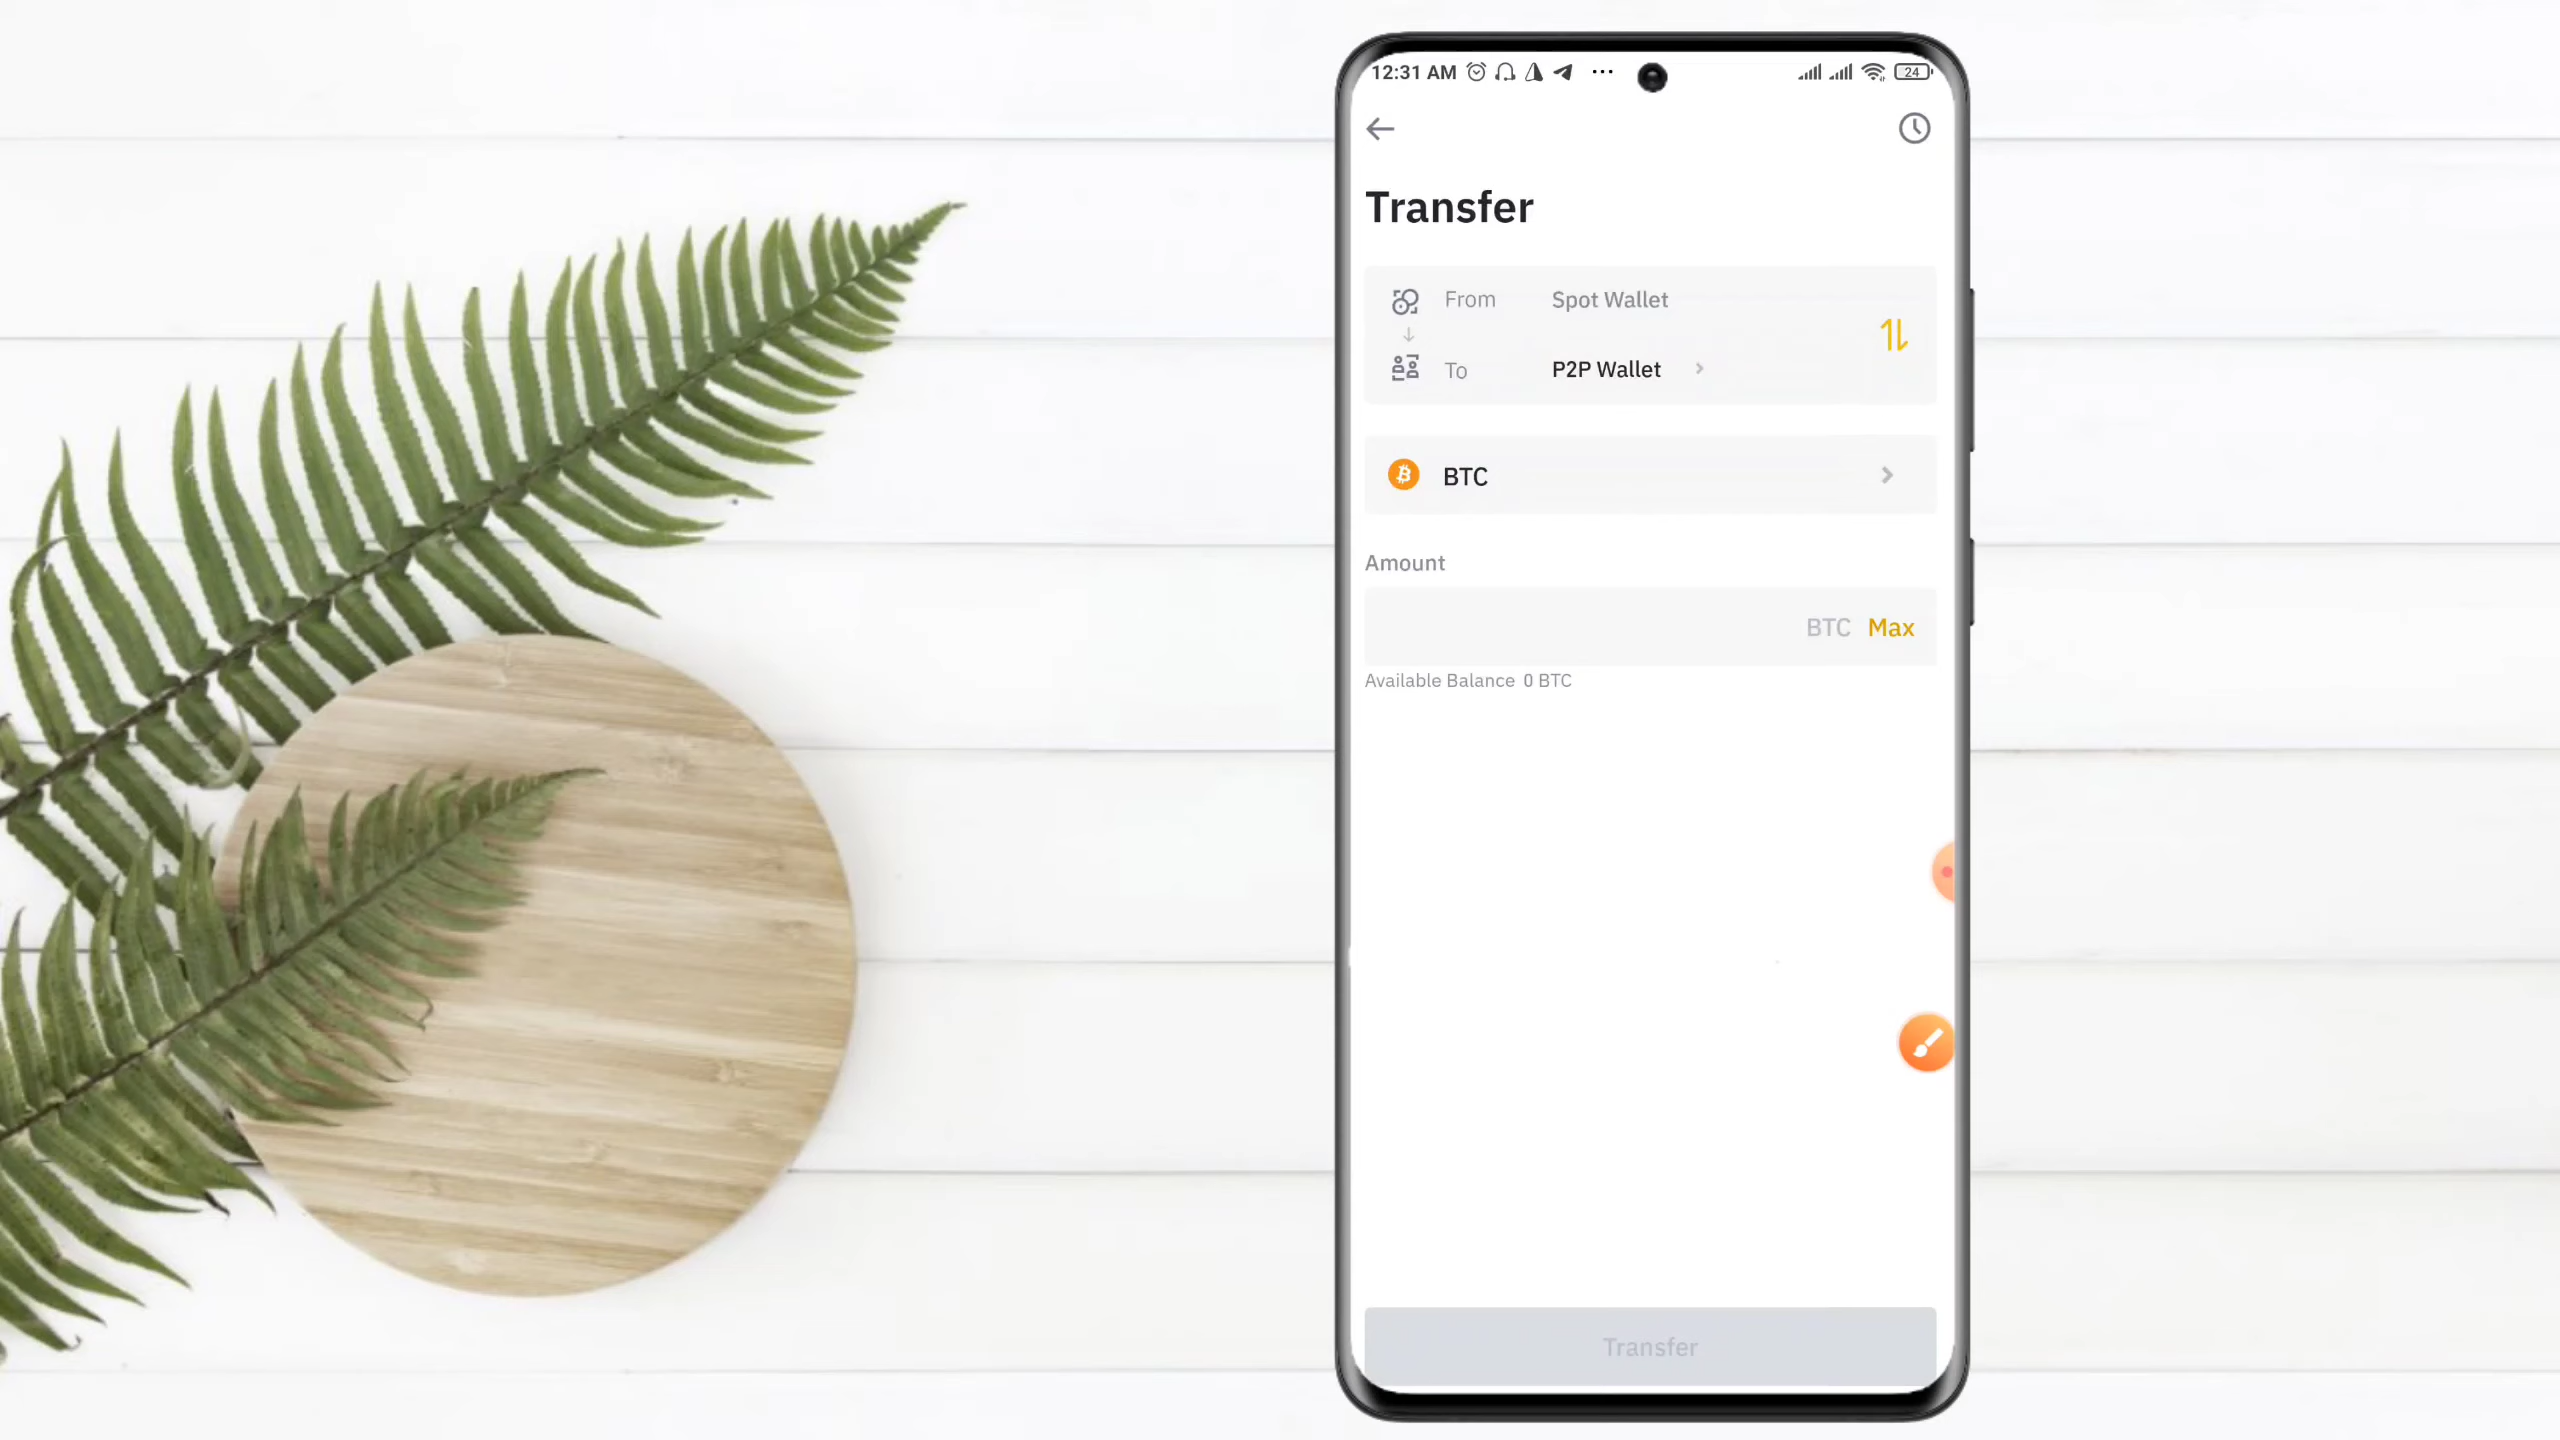 12:31 AM 24
Transfer
From Spot Wallet
To P2P Wallet
BTC
Amount
BTC Max
Available Balance 0 BTC
Transfer